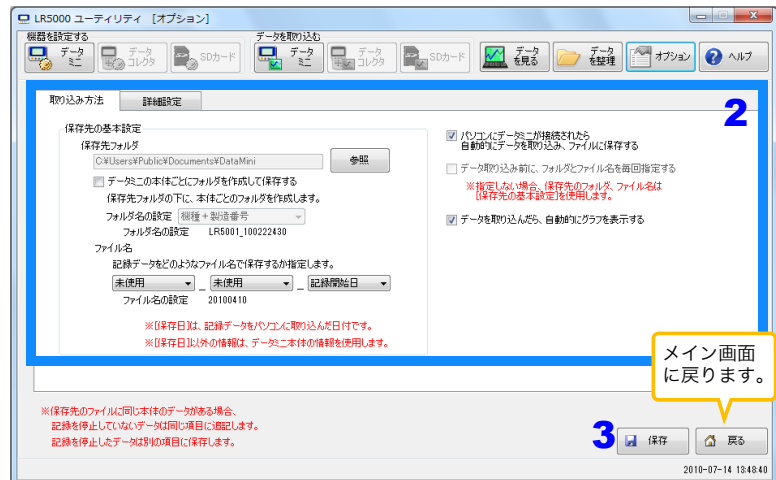 LR5000 ユーティリティ [オプション]
機器を設定する
データを取り込む
データミニ
データコレクタ
SDカード
データミニ
データコレクタ
SDカード
データを見る
データを整理
オプション
ヘルプ
取り込み方法
詳細設定
2
保存先の基本設定
保存先フォルダ
C:¥Users¥Public¥Documents¥DataMini
参照
データミニの本体ごとにフォルダを作成して保存する
保存先フォルダの下に、本体ごとのフォルダを作成します。
フォルダ名の設定 機種+製造番号
フォルダ名の設定 LR5001_100222480
ファイル名
記録データをどのようなファイル名で保存するか指定します。
未使用 _ 未使用 _ 記録開始日
ファイル名の設定 20100410
※[保存日]は、記録データをパソコンに取り込んだ日付です。
※[保存日]以外の情報は、データミニ本体の情報を使用します。
パソコンにデータミニが接続されたら
自動的にデータを取り込み、ファイルに保存する
データ取り込み前に、フォルダとファイル名を毎回指定する
※指定しない場合、保存先のフォルダ、ファイル名は
[保存先の基本設定]を使用します。
データを取り込んだら、自動的にグラフを表示する
メイン画面
に戻ります。
※保存先のファイルに同じ本体のデータがある場合、
記録を停止していないデータは同じ項目に追記します。
記録を停止したデータは別の項目に保存します。
3
保存
戻る
2010-07-14 13:48:40